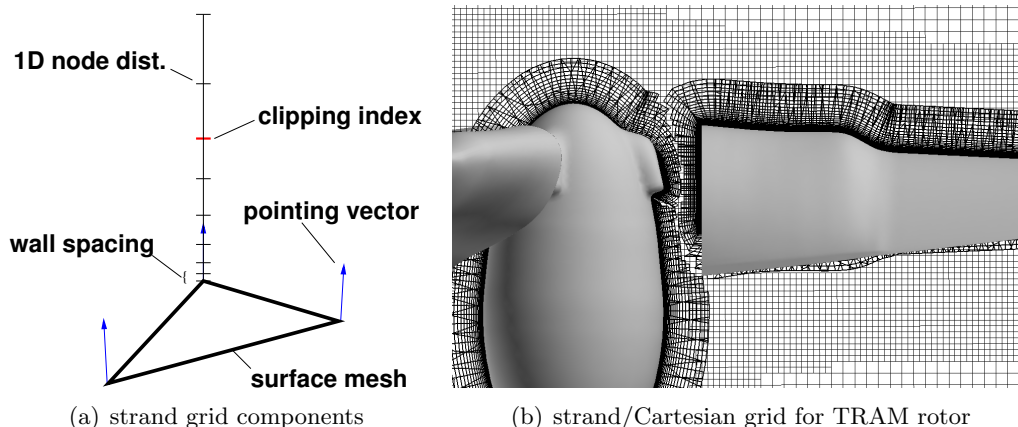 1D node dist.
clipping index
pointing vector
wall spacing
{
surface mesh
(a) strand grid components
(b) strand/Cartesian grid for TRAM rotor